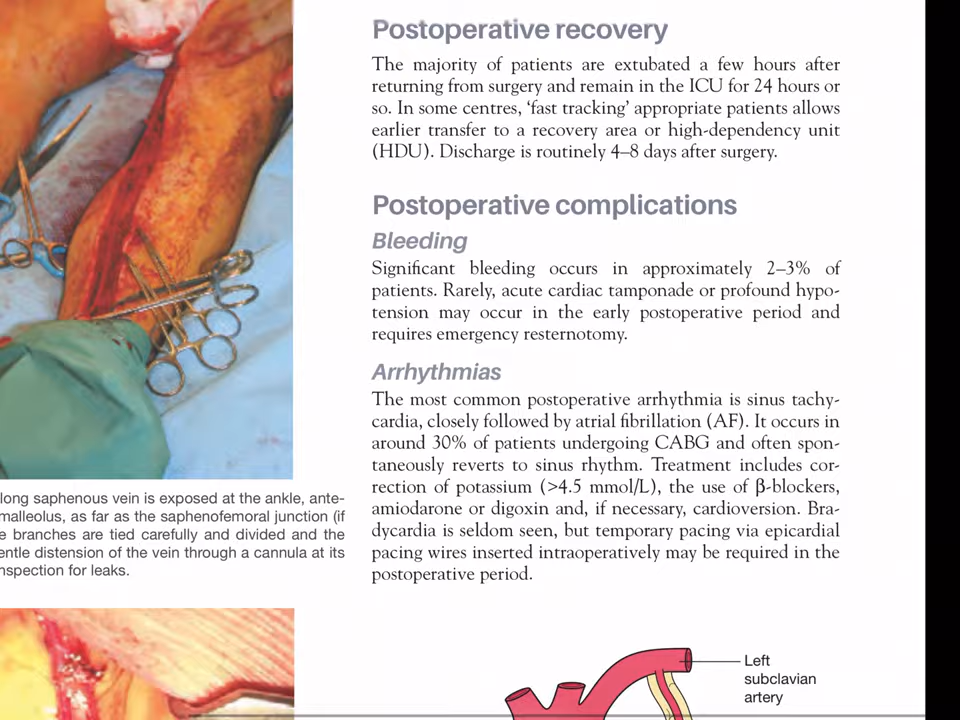 Postoperative recovery
The majority of patients are extubated a few hours after
returning from surgery and remain in the ICU for 24 hours or
so. In some centres, ‘fast tracking’ appropriate patients allows
earlier transfer to a recovery area or high-dependency unit
(HDU). Discharge is routinely 4–8 days after surgery.
Postoperative complications
Bleeding
Significant bleeding occurs in approximately 2–3% of
patients. Rarely, acute cardiac tamponade or profound hypo-
tension may occur in the early postoperative period and
requires emergency resternotomy.
Arrhythmias
The most common postoperative arrhythmia is sinus tachy-
cardia, closely followed by atrial fibrillation (AF). It occurs in
around 30% of patients undergoing CABG and often spon-
taneously reverts to sinus rhythm. Treatment includes cor-
rection of potassium (>4.5 mmol/L), the use of β-blockers,
amiodarone or digoxin and, if necessary, cardioversion. Bra-
dycardia is seldom seen, but temporary pacing via epicardial
pacing wires inserted intraoperatively may be required in the
postoperative period.
long saphenous vein is exposed at the ankle, ante-
malleolus, as far as the saphenofemoral junction (if
e branches are tied carefully and divided and the
entle distension of the vein through a cannula at its
nspection for leaks.
Left
subclavian
artery